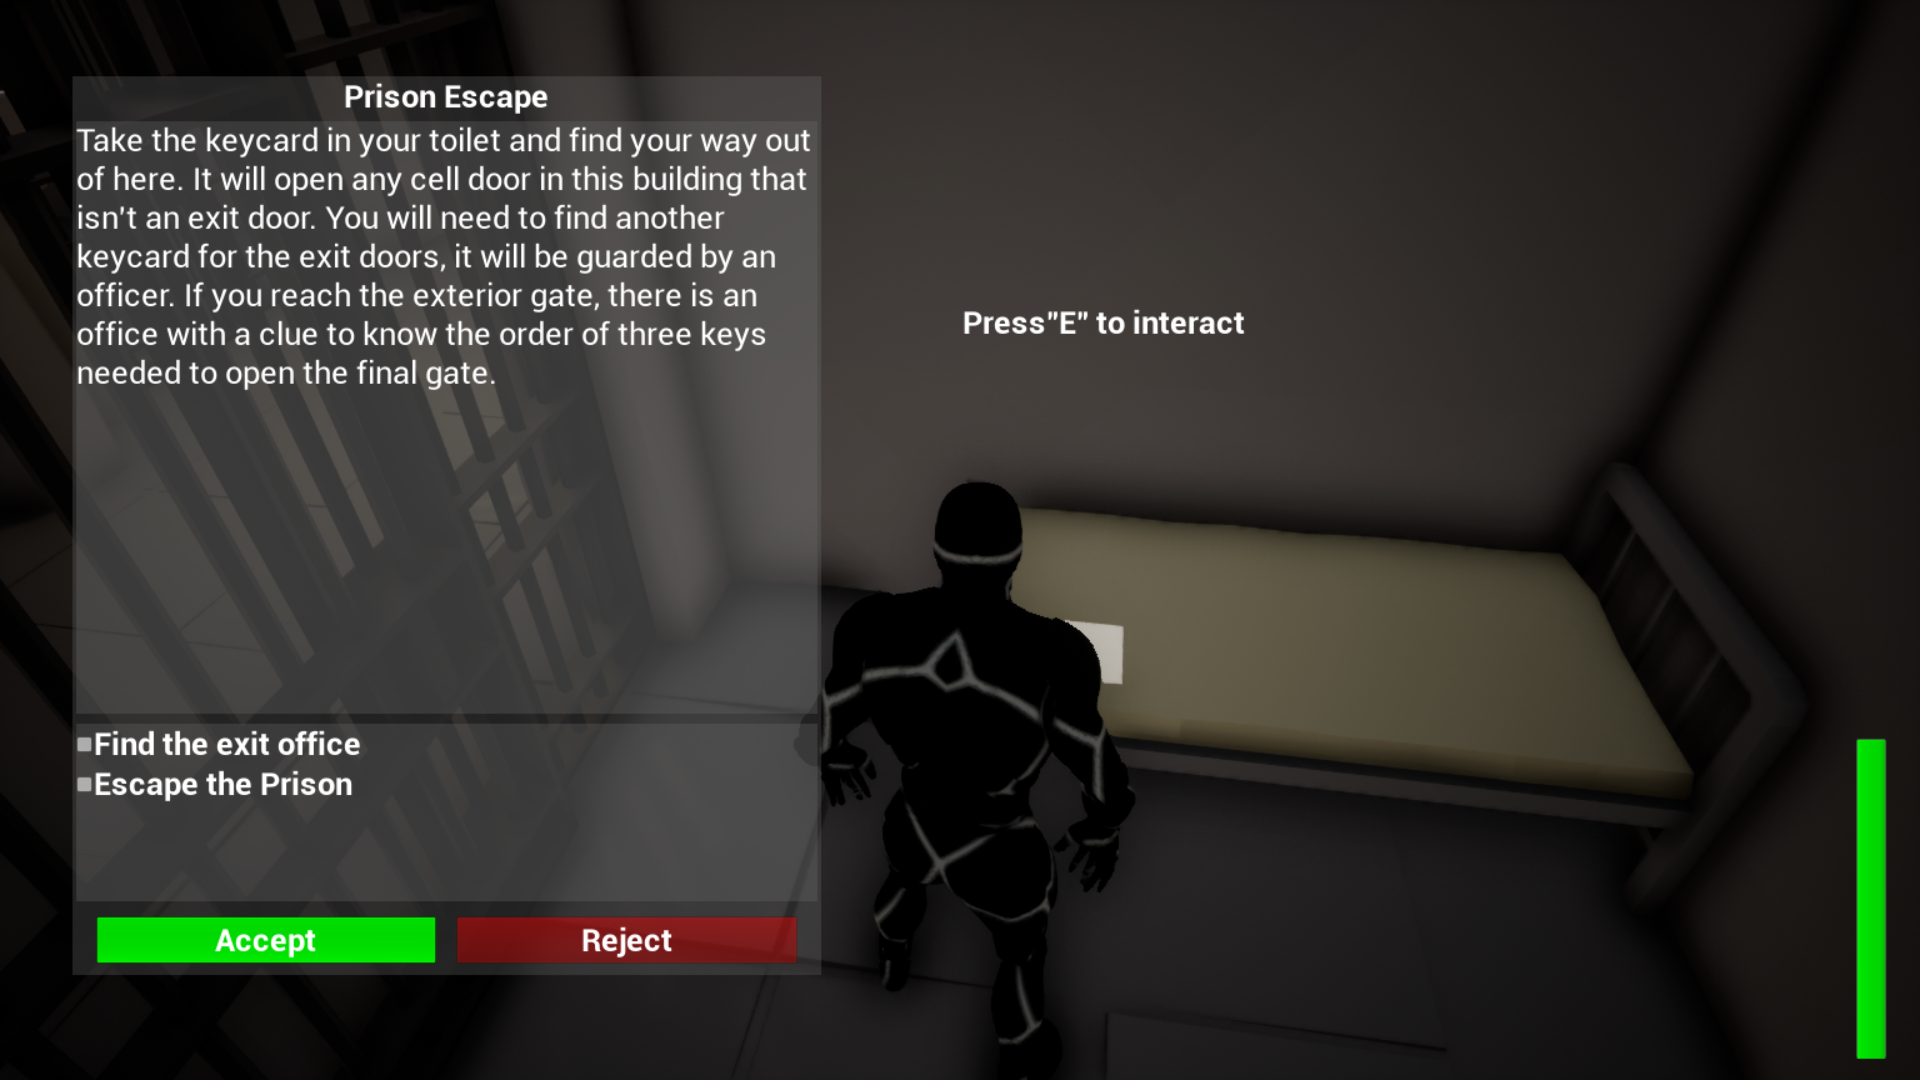 Prison Escape
Take the keycard in your toilet and find your way out
of here. It will open any cell door in this building that
isn't an exit door. You will need to find another
keycard for the exit doors, it will be guarded by an
officer. If you reach the exterior gate, there is an
office with a clue to know the order of three keys
needed to open the final gate.
Press"E" to interact
Find the exit office
Escape the Prison
Accept
Reject